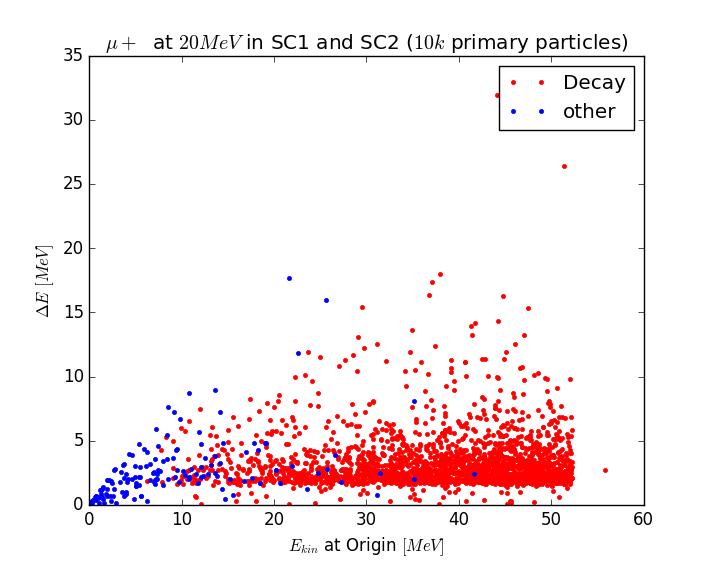 μ+ at 20MeV in SC1 and SC2 (10k primary particles)
35
30
25
20
15
10
5
0
ΔE [MeV]
Decay
other
0 10 20 30 40 50 60
E_kin at Origin [MeV]